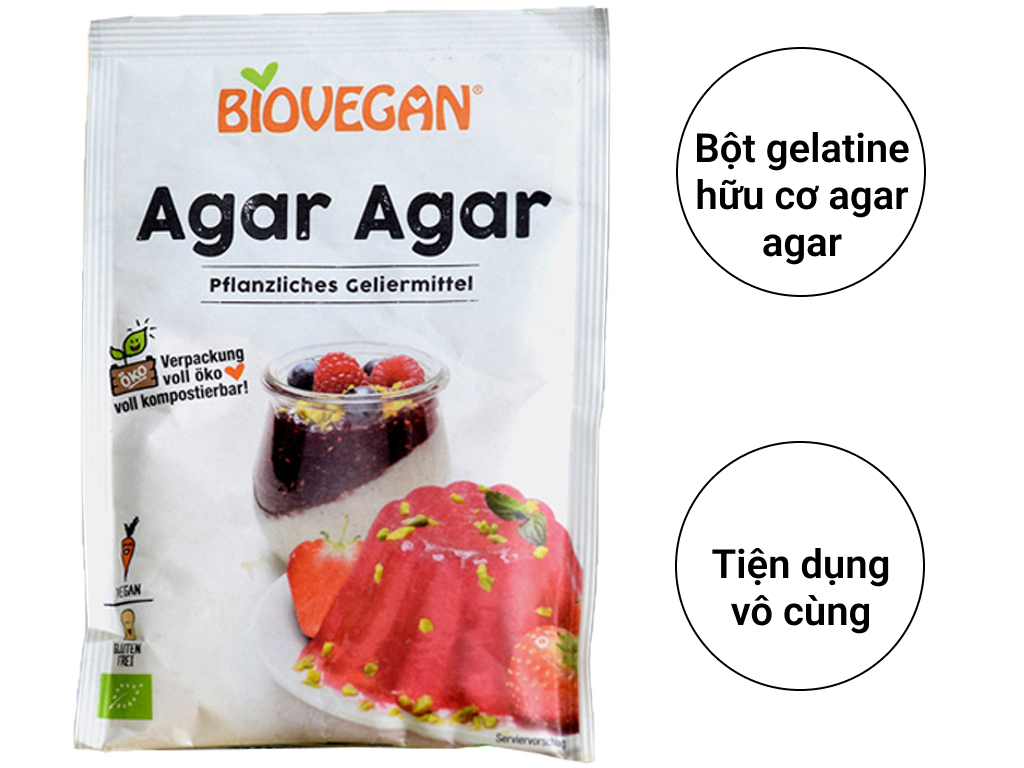 BIOVEGAN®
Agar Agar
Pflanzliches Geliermittel
ÖKO
Verpackung
voll öko
voll kompostierbar!
VEGAN
GLUTEN
FREI
Serviervorschlag
Bột gelatine
hữu cơ agar
agar
Tiện dụng
vô cùng